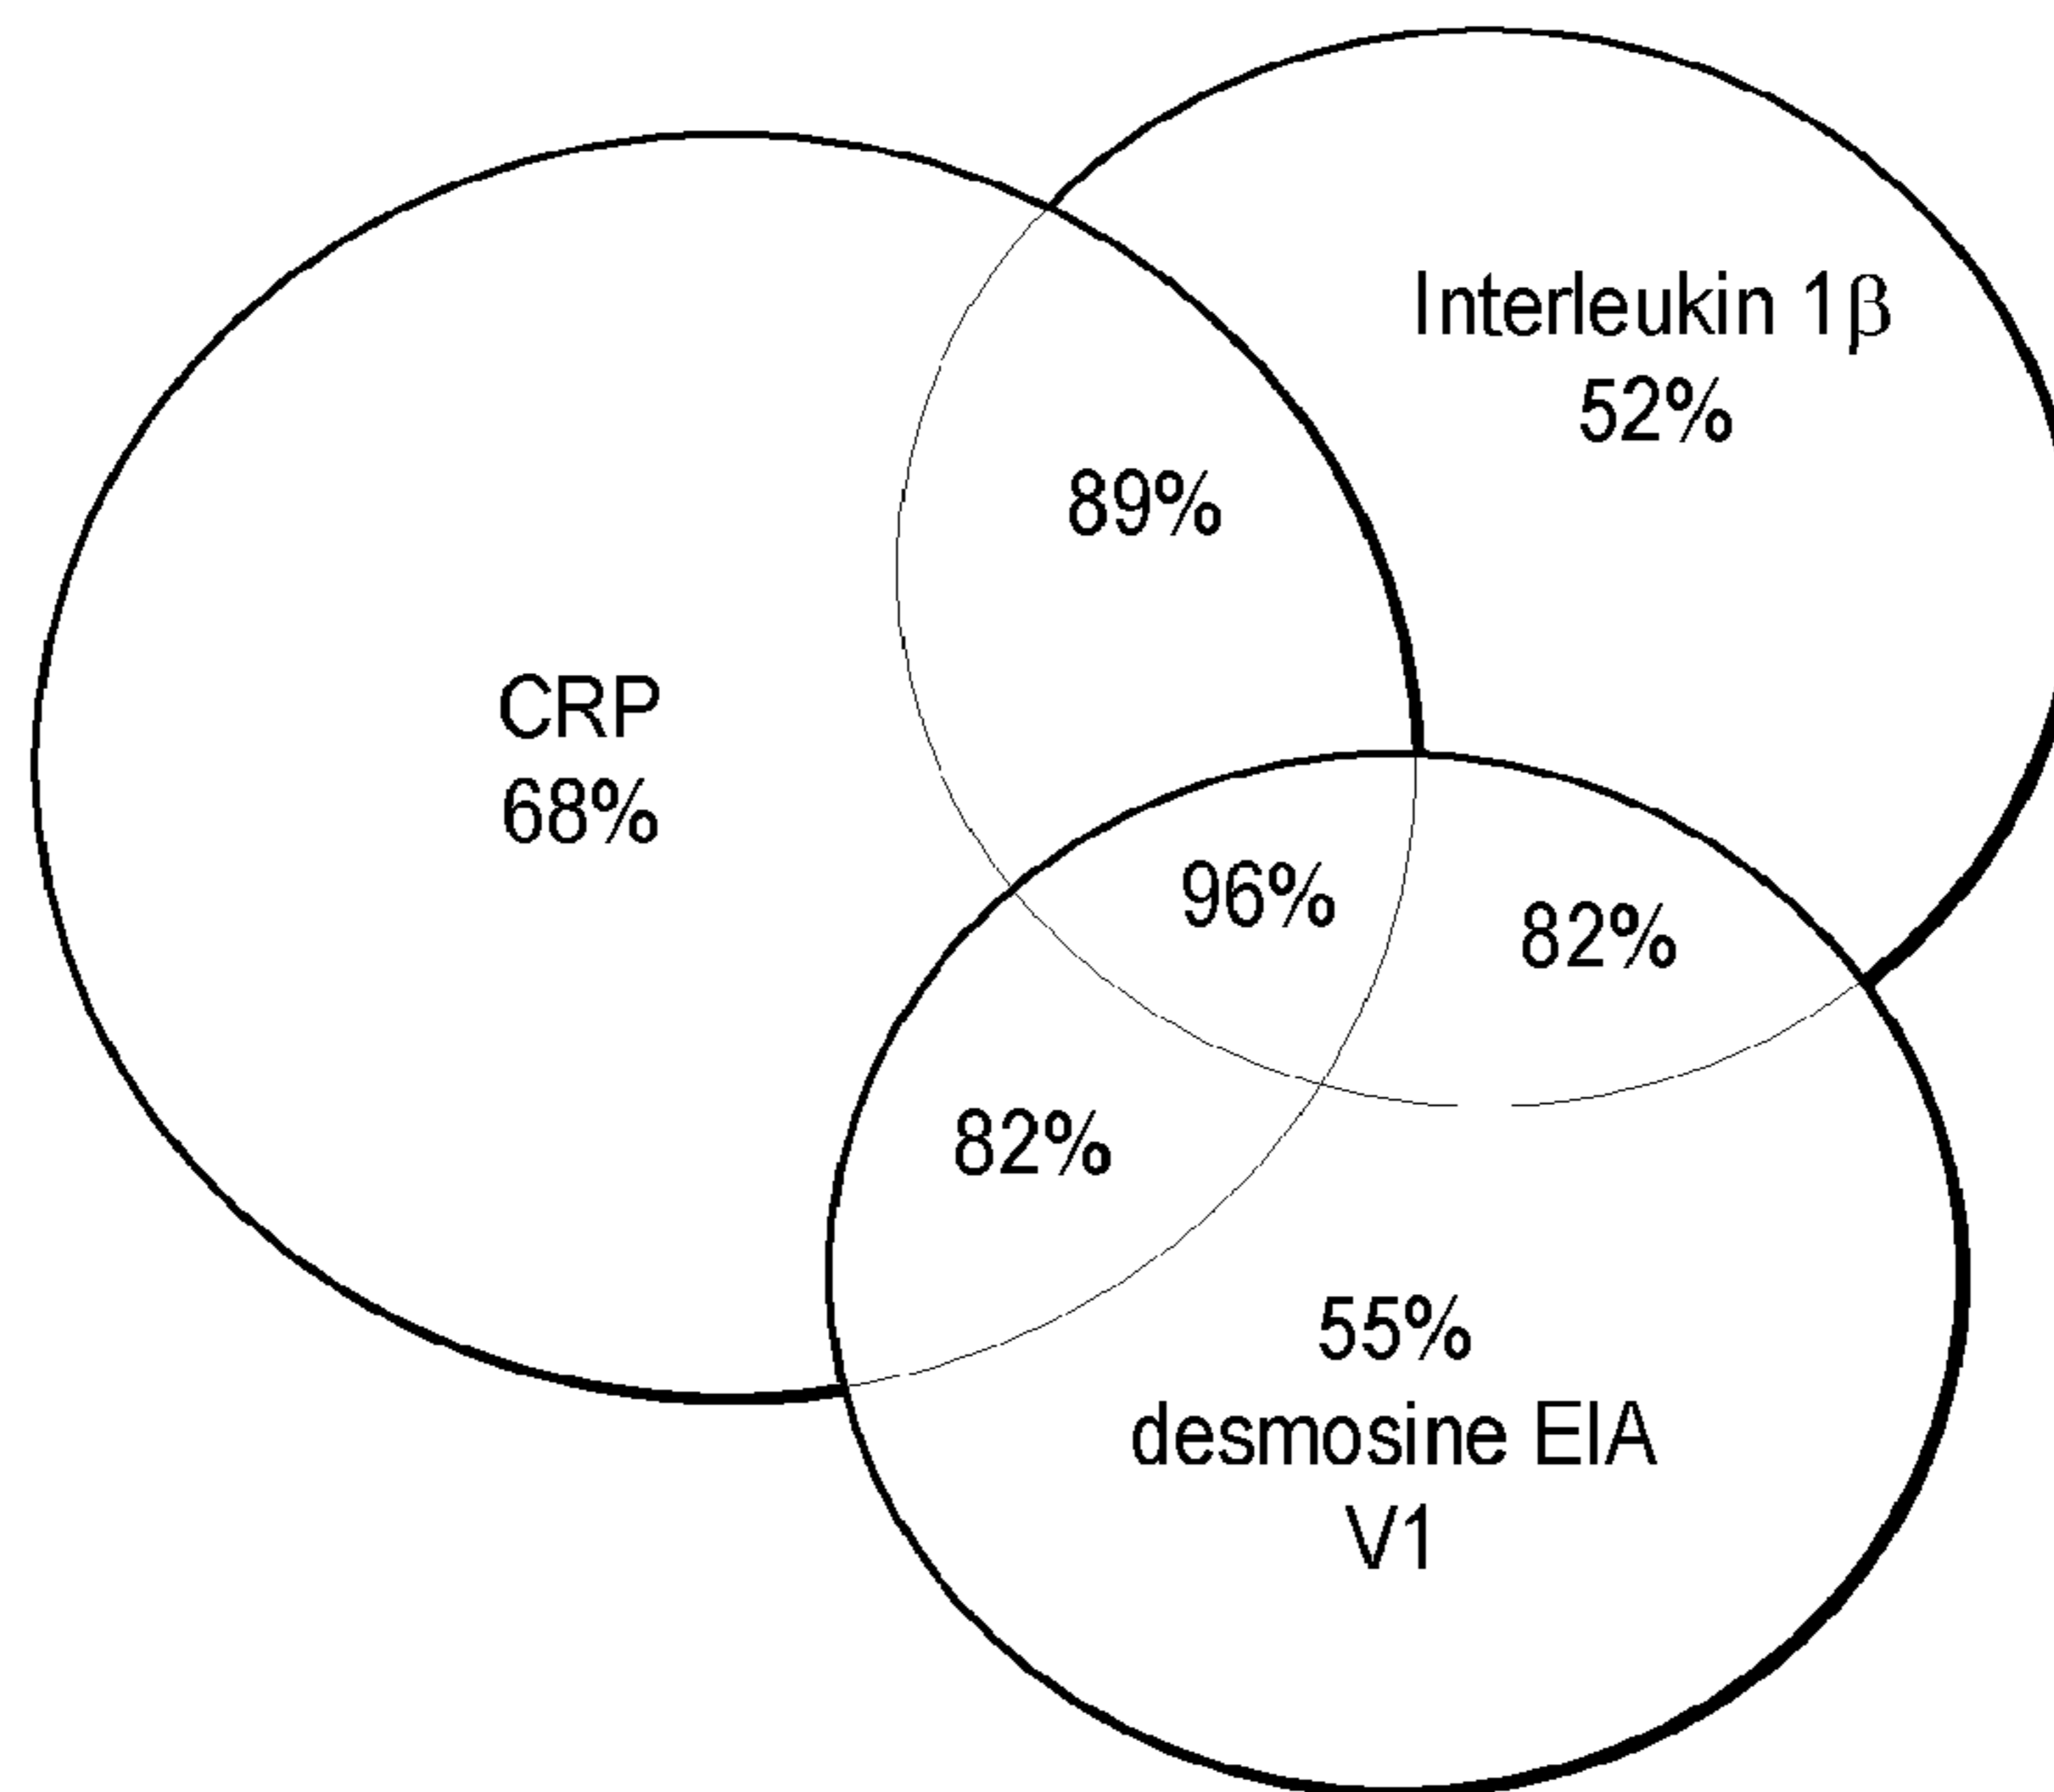 Interleukin 1β
52%
89%
CRP
68%
96%
82%
82%
55%
desmosine EIA
V1